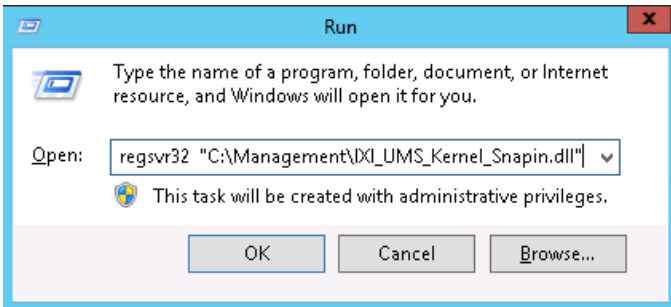 Run
x
Type the name of a program, folder, document, or Internet
resource, and Windows will open it for you.
Open:
regsvr32  "C:\Management\IXI_UMS_Kernel_Snapin.dll"
This task will be created with administrative privileges.
OK
Cancel
Browse...